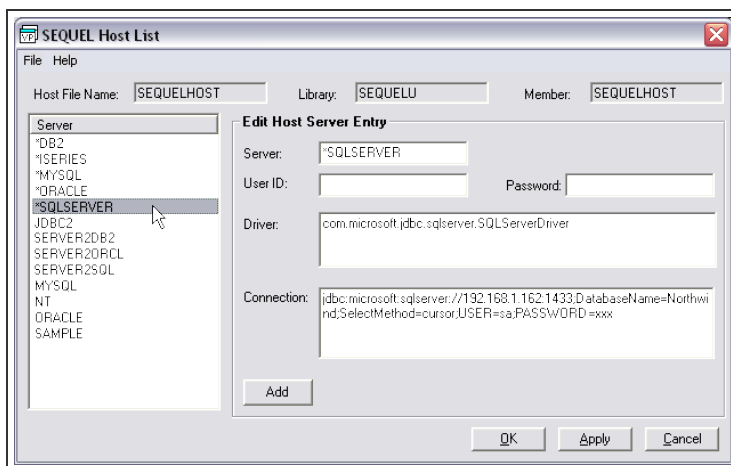 SEQUEL Host List
File Help
Host File Name: SEQUELHOST Library: SEQUELU Member: SEQUELHOST
Server
*DB2
*ISERIES
*MYSQL
*ORACLE
*SQLSERVER
JDBC2
SERVER2DB2
SERVER2ORCL
SERVER2SQL
MYSQL
NT
ORACLE
SAMPLE
Edit Host Server Entry
Server: *SQLSERVER
User ID: Password:
Driver: com.microsoft.jdbc.sqlserver.SQLServerDriver
Connection: jdbc:microsoft:sqlserver://192.168.1.162:1433;DatabaseName=Northwi
nd;SelectMethod=cursor;USER=sa;PASSWORD=xxx
Add
OK Apply Cancel